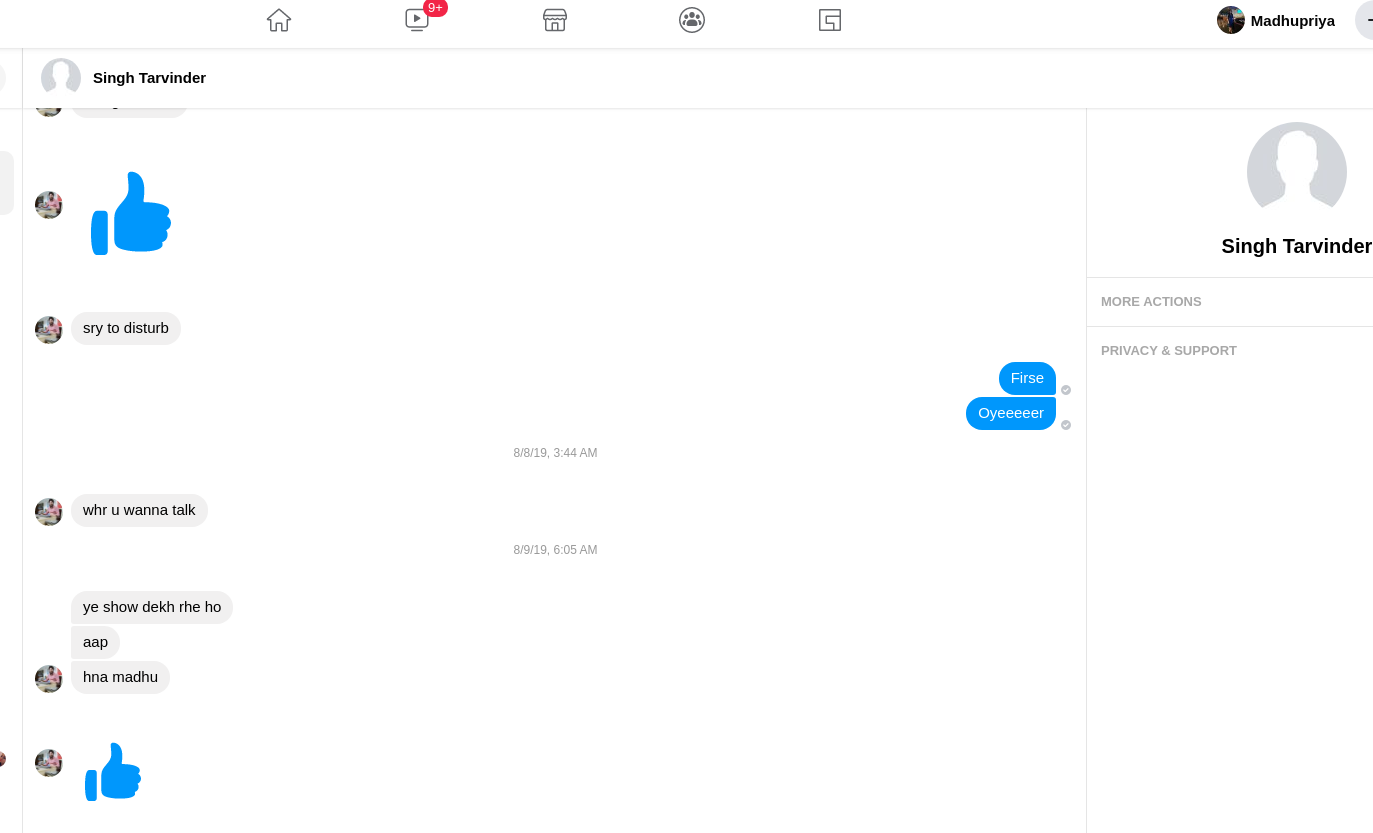 9+
Madhupriya
Singh Tarvinder
Singh Tarvinder
MORE ACTIONS
PRIVACY & SUPPORT
sry to disturb
Firse
Oyeeeeer
8/8/19, 3:44 AM
whr u wanna talk
8/9/19, 6:05 AM
ye show dekh rhe ho
aap
hna madhu